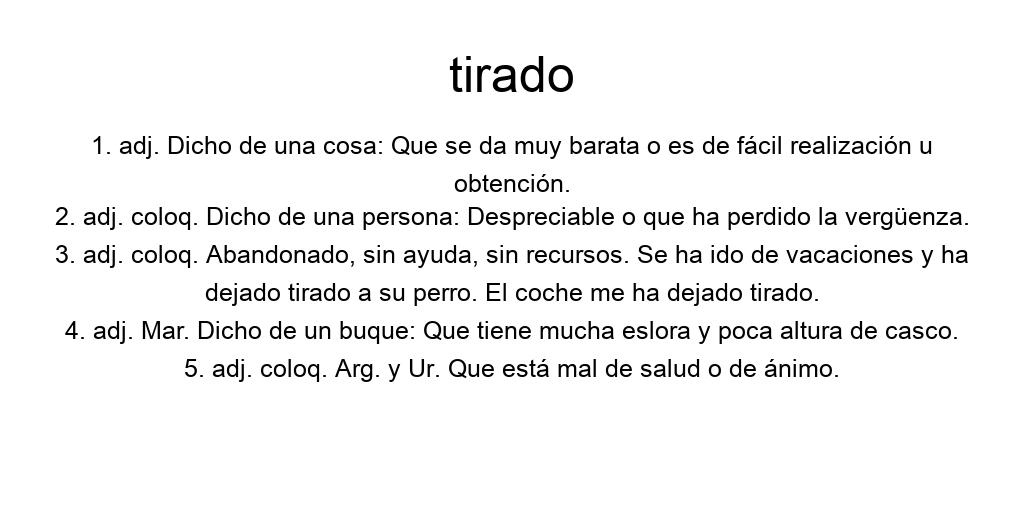 tirado
1. adj. Dicho de una cosa: Que se da muy barata o es de fácil realización u
obtención.
2. adj. coloq. Dicho de una persona: Despreciable o que ha perdido la vergüenza.
3. adj. coloq. Abandonado, sin ayuda, sin recursos. Se ha ido de vacaciones y ha
dejado tirado a su perro. El coche me ha dejado tirado.
4. adj. Mar. Dicho de un buque: Que tiene mucha eslora y poca altura de casco.
5. adj. coloq. Arg. y Ur. Que está mal de salud o de ánimo.